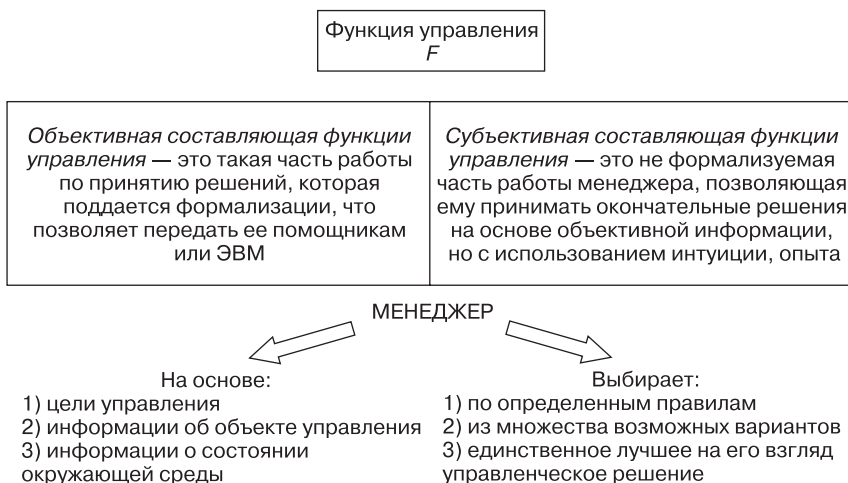 Функция управления
F
Объективная составляющая функции
управления — это такая часть работы
по принятию решений, которая
поддается формализации, что
позволяет передать ее помощникам
или ЭВМ
Субъективная составляющая функции
управления — это не формализуемая
часть работы менеджера, позволяющая
ему принимать окончательные решения
на основе объективной информации,
но с использованием интуиции, опыта
МЕНЕДЖЕР
На основе:
1) цели управления
2) информации об объекте управления
3) информации о состоянии
окружающей среды
Выбирает:
1) по определенным правилам
2) из множества возможных вариантов
3) единственное лучшее на его взгляд
управленческое решение